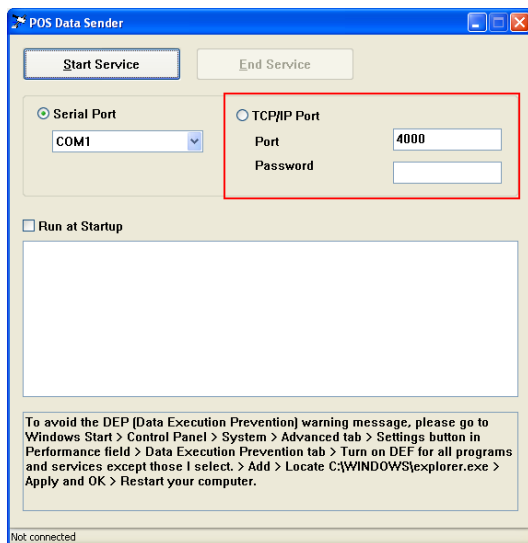 POS Data Sender
Start Service
End Service
Serial Port
TCP/IP Port
COM1
Port
4000
Password
Run at Startup
To avoid the DEP (Data Execution Prevention) warning message, please go to
Windows Start > Control Panel > System > Advanced tab > Settings button in
Performance field > Data Execution Prevention tab > Turn on DEF for all programs
and services except those I select. > Add > Locate C:\WINDOWS\explorer.exe >
Apply and OK > Restart your computer.
Not connected